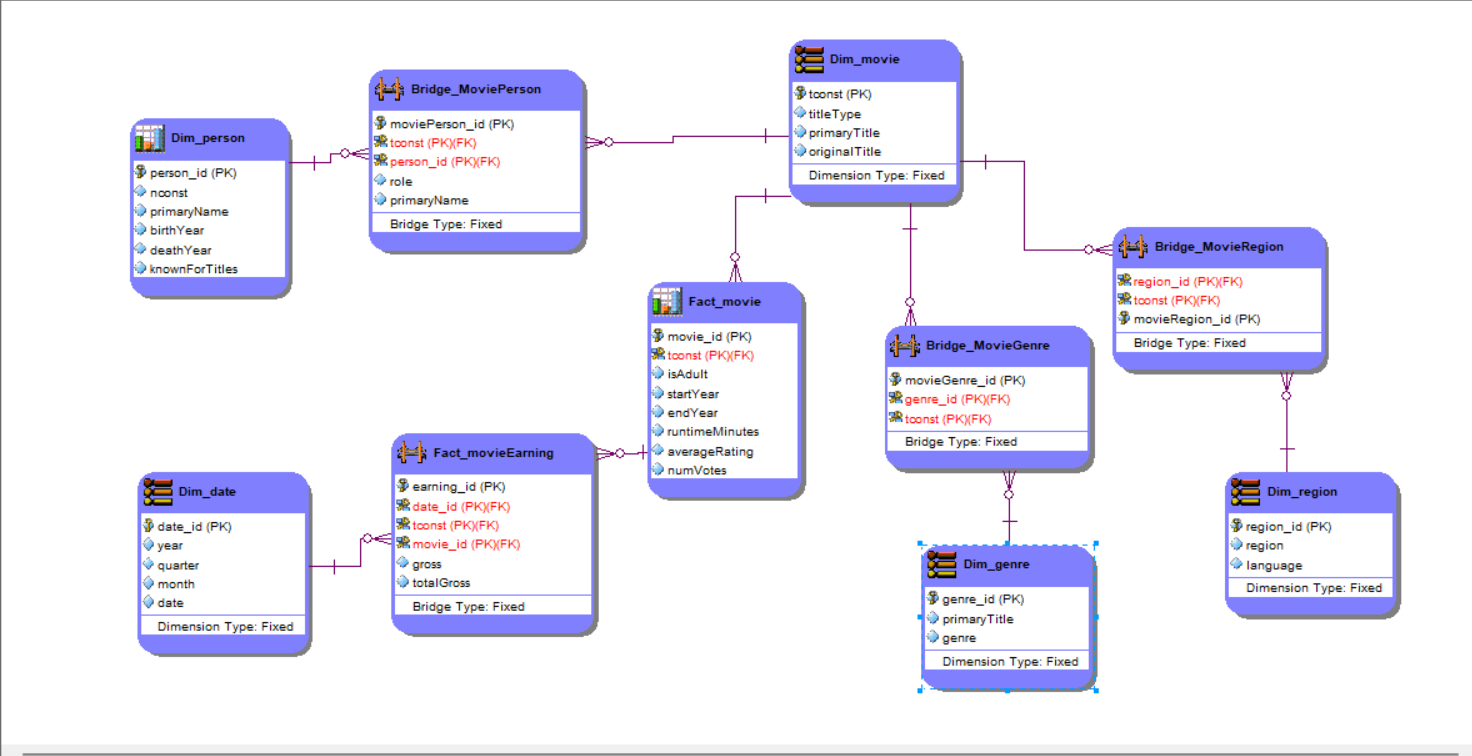 Dim_movie
tconst (PK)
titleType
primaryTitle
originalTitle
Dimension Type: Fixed
Bridge_MoviePerson
moviePerson_id (PK)
tconst (PK)(FK)
person_id (PK)(FK)
role
primaryName
Bridge Type: Fixed
Dim_person
person_id (PK)
nconst
primaryName
birthYear
deathYear
knownForTitles
Bridge_MovieRegion
region_id (PK)(FK)
tconst (PK)(FK)
movieRegion_id (PK)
Bridge Type: Fixed
Fact_movie
movie_id (PK)
tconst (PK)(FK)
isAdult
startYear
endYear
runtimeMinutes
averageRating
numVotes
Bridge_MovieGenre
movieGenre_id (PK)
genre_id (PK)(FK)
tconst (PK)(FK)
Bridge Type: Fixed
Fact_movieEarning
earning_id (PK)
date_id (PK)(FK)
tconst (PK)(FK)
movie_id (PK)(FK)
gross
totalGross
Bridge Type: Fixed
Dim_date
date_id (PK)
year
quarter
month
date
Dimension Type: Fixed
Dim_region
region_id (PK)
region
language
Dimension Type: Fixed
Dim_genre
genre_id (PK)
primaryTitle
genre
Dimension Type: Fixed